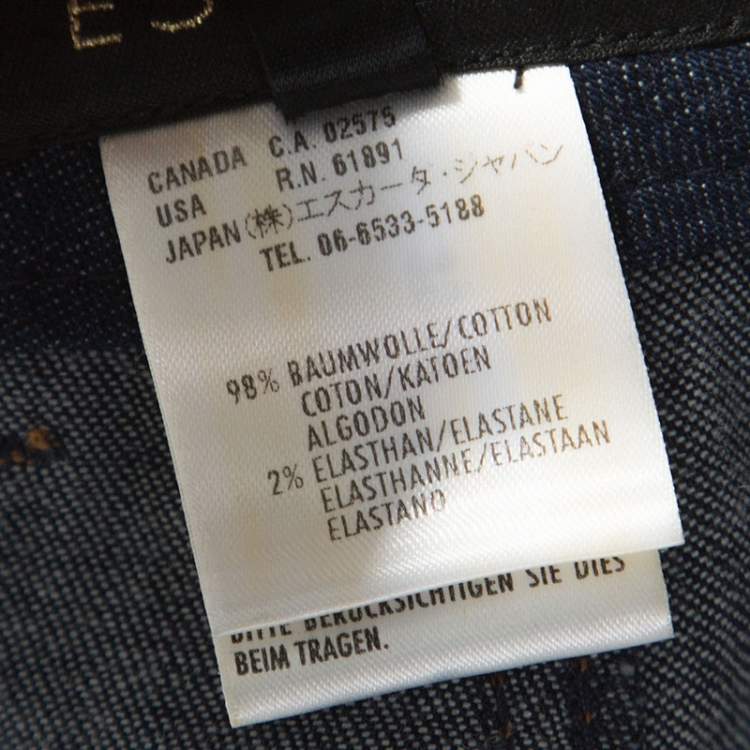 ES
CANADA C.A. 02575
USA R.N. 61891
JAPAN (株)エスカーダ・ジャパン
TEL. 06-6533-5188
98% BAUMWOLLE/COTTON
COTON/KATOEN
ALGODON
2% ELASTHAN/ELASTANE
ELASTHANNE/ELASTAAN
ELASTANO
BITTE BERÜCKSICHTIGEN SIE DIES
BEIM TRAGEN.